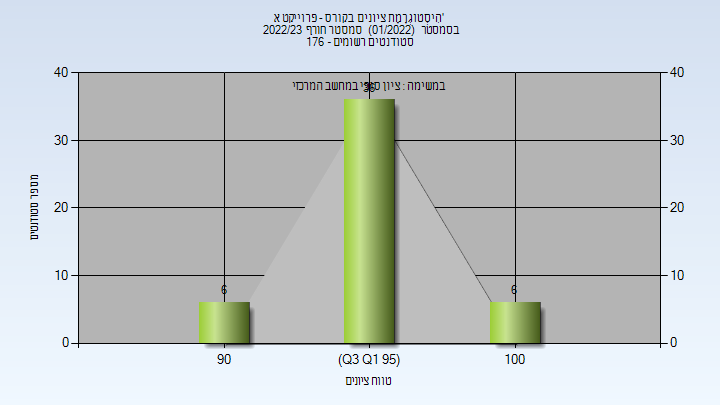 היסטוגרמת ציונים בקורס - פרוייקט א'
בסמסטר (01/2022) סמסטר חורף 2022/23
סטודנטים רשומים - 176
במשימה : ציון סופי במחשב המרכזי
40
40
36
30
30
מספר סטודנטים
20
20
10
10
6
6
0
0
90
(Q3 Q1 95)
100
טווח ציונים